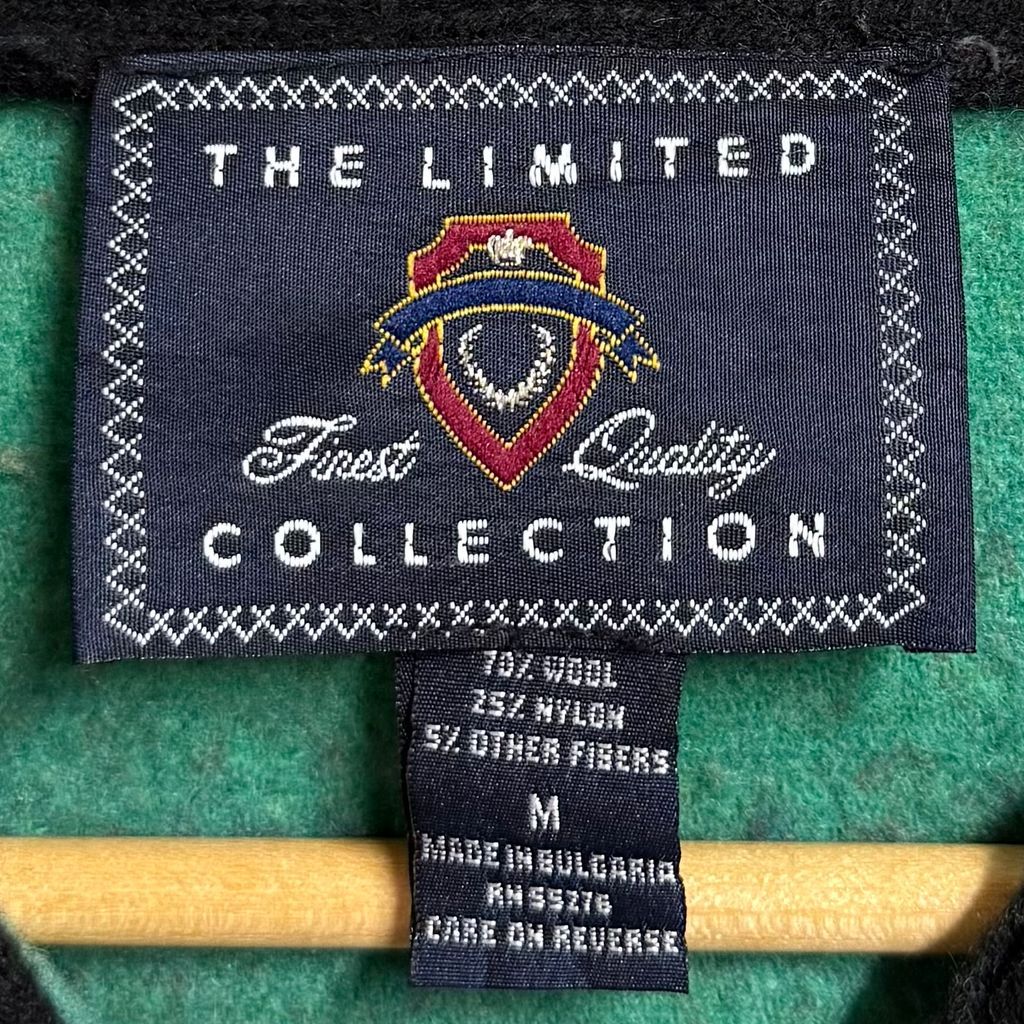 THE LIMITED
Finest Quality
COLLECTION
70% WOOL
25% NYLON
5% OTHER FIBERS
M
MADE IN BULGARIA
RN 55276
CARE ON REVERSE